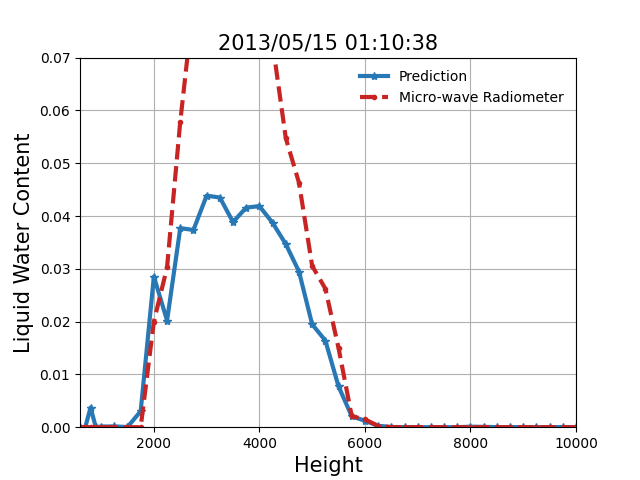 2013/05/15 01:10:38
0.07
0.06
0.05
0.04
0.03
0.02
0.01
0.00
Liquid Water Content
Prediction
Micro-wave Radiometer
2000 4000 6000 8000 10000
Height